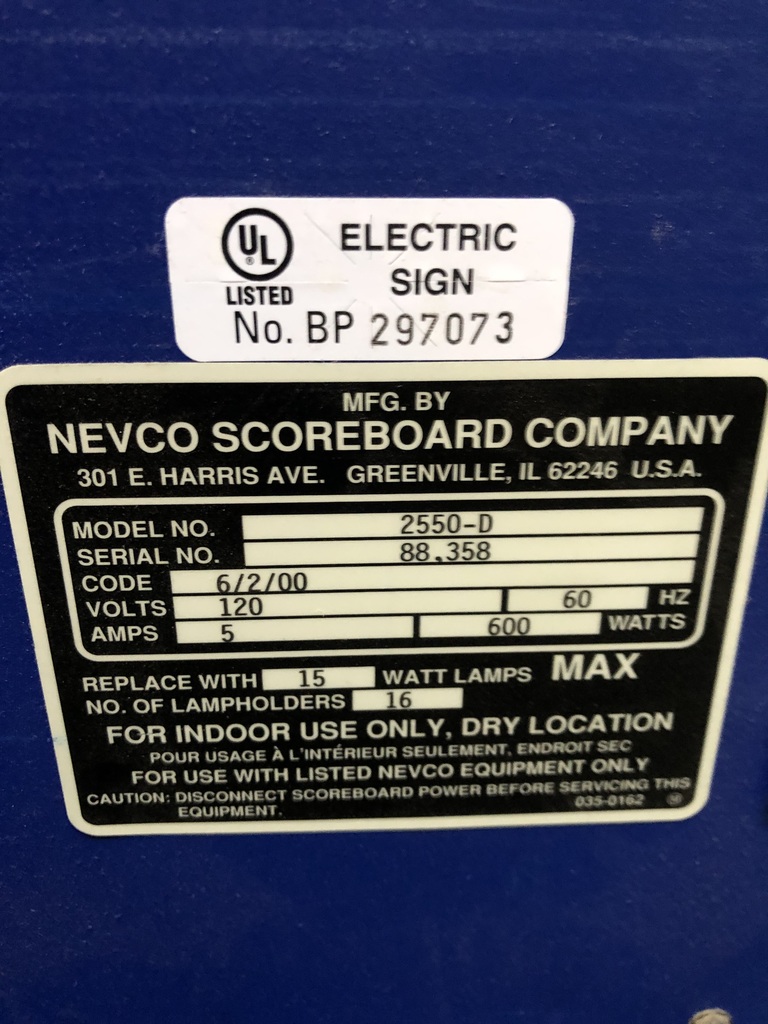 UL
®
LISTED
ELECTRIC
SIGN
No. BP 297073
MFG. BY
NEVCO SCOREBOARD COMPANY
301 E. HARRIS AVE. GREENVILLE, IL 62246 U.S.A.
MODEL NO. 2550-D
SERIAL NO. 88,358
CODE 6/2/00
VOLTS 120 60 HZ
AMPS 5 600 WATTS
REPLACE WITH 15 WATT LAMPS MAX
NO. OF LAMPHOLDERS 16
FOR INDOOR USE ONLY, DRY LOCATION
POUR USAGE À L'INTÉRIEUR SEULEMENT, ENDROIT SEC
FOR USE WITH LISTED NEVCO EQUIPMENT ONLY
CAUTION: DISCONNECT SCOREBOARD POWER BEFORE SERVICING THIS
EQUIPMENT. 035-0162